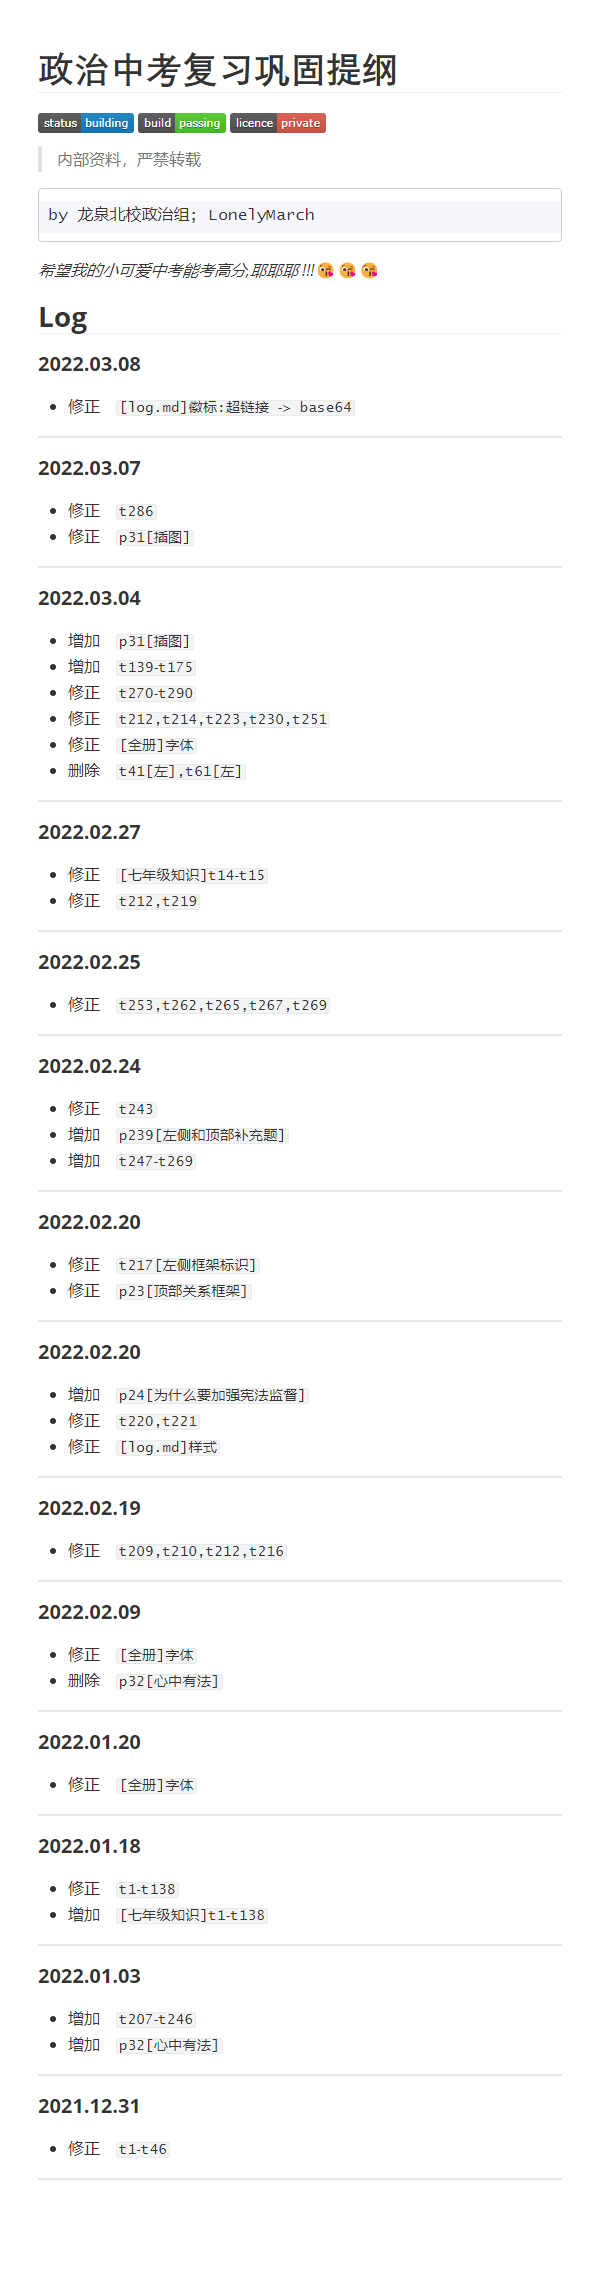 政治中考复习巩固提纲
status building build passing licence private
内部资料，严禁转载
by 龙泉北校政治组; LonelyMarch
希望我的小可爱中考能考高分,耶耶耶!!!😘😘😘
Log
2022.03.08
修正 [log.md]徽标:超链接 -> base64
2022.03.07
修正 t286
修正 p31[插图]
2022.03.04
增加 p31[插图]
增加 t139-t175
修正 t270-t290
修正 t212,t214,t223,t230,t251
修正 [全册]字体
删除 t41[左],t61[左]
2022.02.27
修正 [七年级知识]t14-t15
修正 t212,t219
2022.02.25
修正 t253,t262,t265,t267,t269
2022.02.24
修正 t243
增加 p239[左侧和顶部补充题]
增加 t247-t269
2022.02.20
修正 t217[左侧框架标识]
修正 p23[顶部关系框架]
2022.02.20
增加 p24[为什么要加强宪法监督]
修正 t220,t221
修正 [log.md]样式
2022.02.19
修正 t209,t210,t212,t216
2022.02.09
修正 [全册]字体
删除 p32[心中有法]
2022.01.20
修正 [全册]字体
2022.01.18
修正 t1-t138
增加 [七年级知识]t1-t138
2022.01.03
增加 t207-t246
增加 p32[心中有法]
2021.12.31
修正 t1-t46